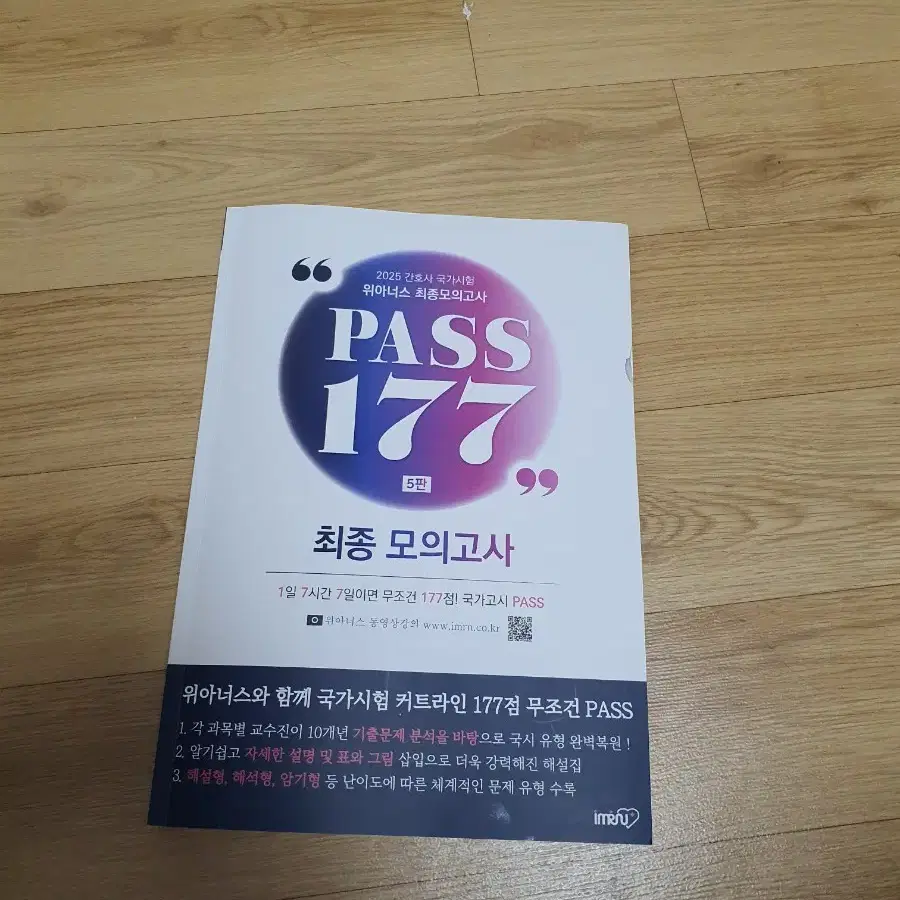 2025 간호사 국가시험
위아너스 최종모의고사
PASS
177
5판
최종 모의고사
1일 7시간 7일이면 무조건 177점! 국가고시 PASS
위아너스 동영상강의 www.imrn.co.kr
위아너스와 함께 국가시험 커트라인 177점 무조건 PASS
1. 각 과목별 교수진이 10개년 기출문제 분석을 바탕으로 국시 유형 완벽복원!
2. 알기쉽고 자세한 설명 및 표와 그림 삽입으로 더욱 강력해진 해설집
3. 해설형, 해석형, 암기형 등 난이도에 따른 체계적인 문제 유형 수록
imrn